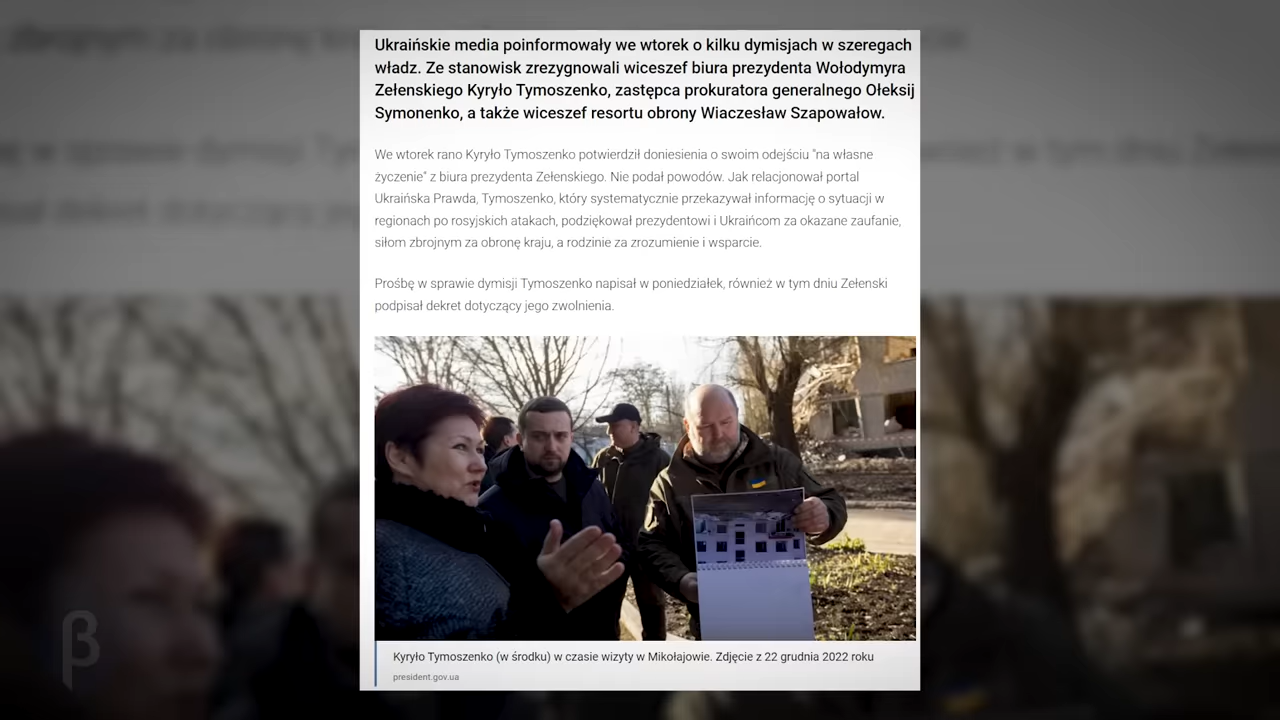 Ukraińskie media poinformowały we wtorek o kilku dymisjach w szeregach
władz. Ze stanowisk zrezygnowali wiceszef biura prezydenta Wołodymyra
Zełenskiego Kyryło Tymoszenko, zastępca prokuratora generalnego Ołeksij
Symonenko, a także wiceszef resortu obrony Wiaczesław Szapowałow.
We wtorek rano Kyryło Tymoszenko potwierdził doniesienia o swoim odejściu "na własne
życzenie" z biura prezydenta Zełenskiego. Nie podał powodów. Jak relacjonował portal
Ukraińska Prawda, Tymoszenko, który systematycznie przekazywał informację o sytuacji w
regionach po rosyjskich atakach, podziękował prezydentowi i Ukraińcom za okazane zaufanie,
siłom zbrojnym za obronę kraju, a rodzinie za zrozumienie i wsparcie.
Prośbę w sprawie dymisji Tymoszenko napisał w poniedziałek, również w tym dniu Zełenski
podpisał dekret dotyczący jego zwolnienia.
Kyryło Tymoszenko (w środku) w czasie wizyty w Mikołajowie. Zdjęcie z 22 grudnia 2022 roku
president.gov.ua
β